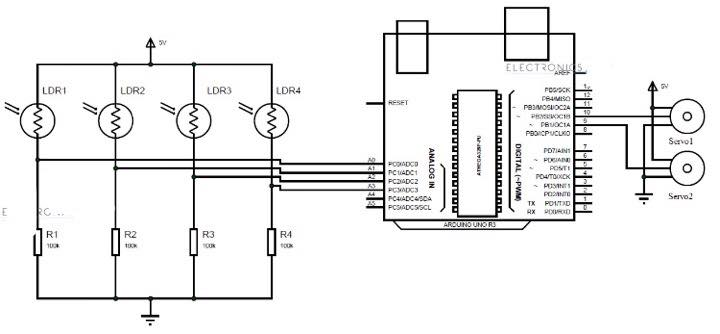 5V
LDR1
LDR2
LDR3
LDR4
R1
100k
R2
100k
R3
100k
R4
100k
ELECTRONICS
AREF
RESET
PB5/SCK
PB4/MISO
PB3/MOSI/OC2A
PB2/SS/OC1B
PB1/OC1A
PB0/ICP1/CLKO
PD7/AIN1
PD6/AIN0
PD5/T1
PD4/T0/XCK
PD3/INT1
PD2/INT0
PD1/TXD
PD0/RXD
TX
RX
13
12
11
10
9
8
7
6
5
4
3
2
1
0
~
~
~
~
~
~
A0
A1
A2
A3
A4
A5
PC0/ADC0
PC1/ADC1
PC2/ADC2
PC3/ADC3
PC4/ADC4/SDA
PC5/ADC5/SCL
ANALOG IN
ATMEGA328P-PU
DIGITAL (~PWM)
ARDUINO UNO R3
5V
Servo1
Servo2